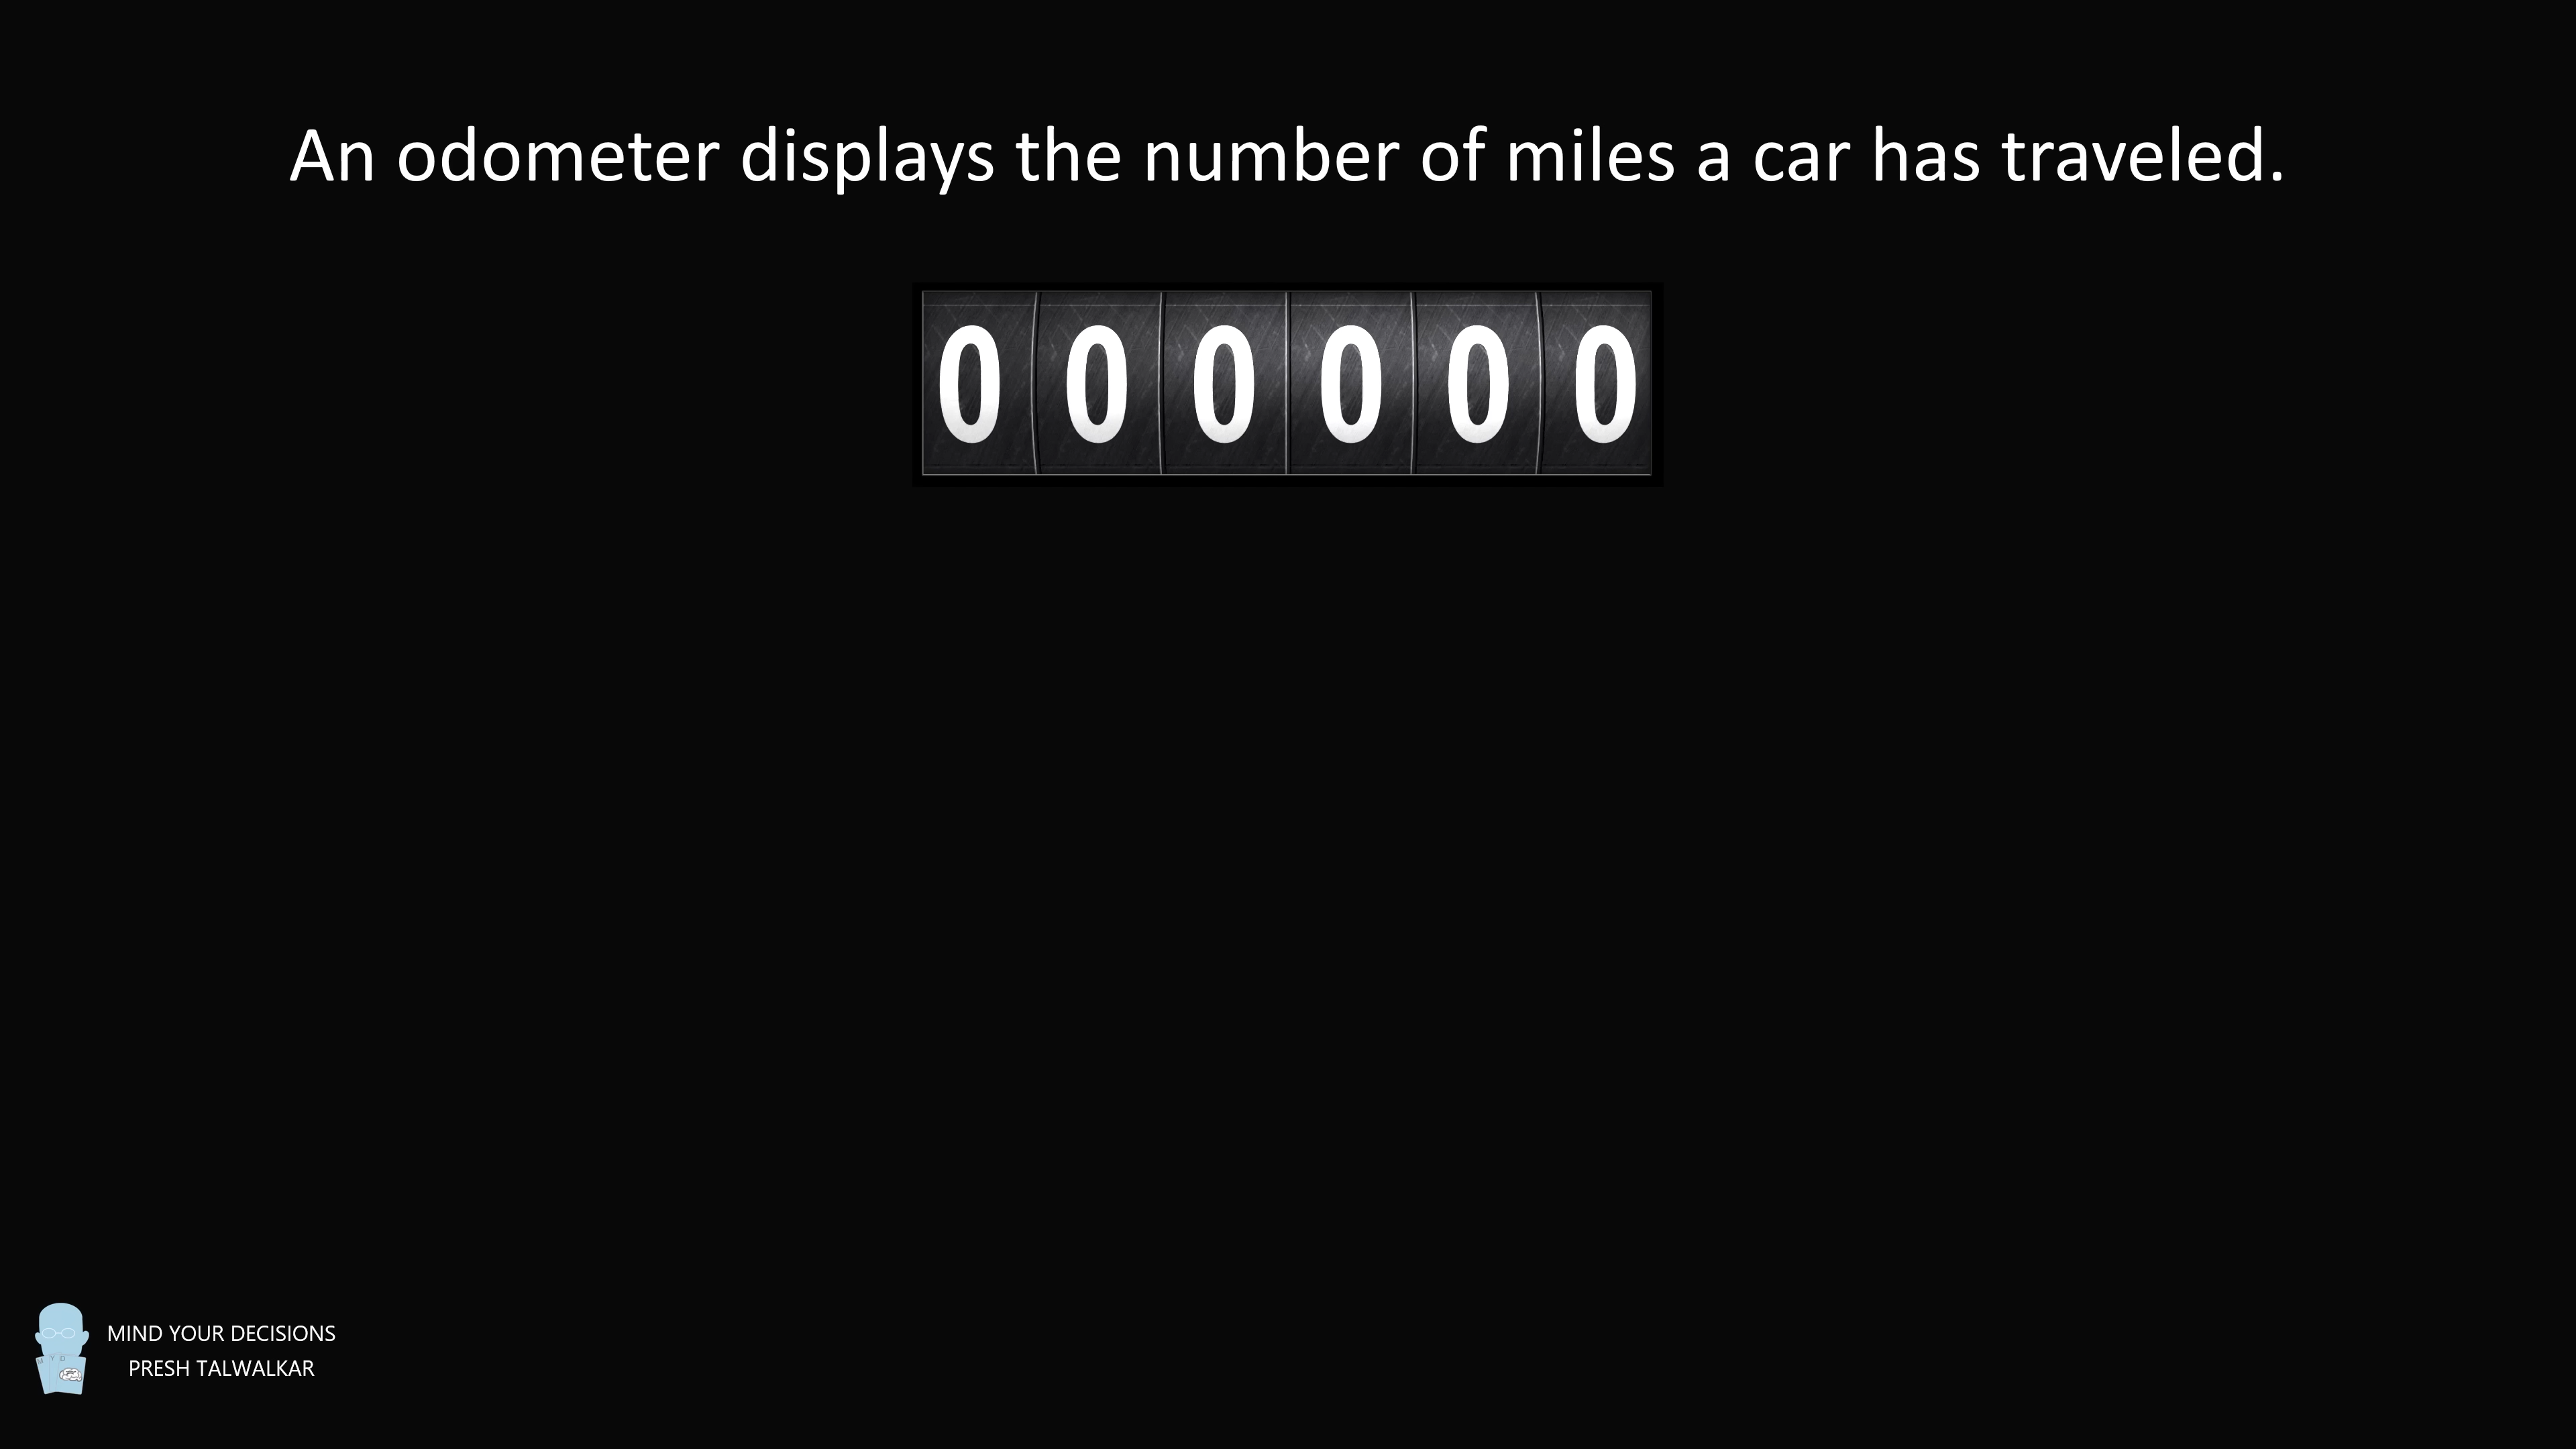 An odometer displays the number of miles a car has traveled.
000000
MIND YOUR DECISIONS
PRESH TALWALKAR
M Y D